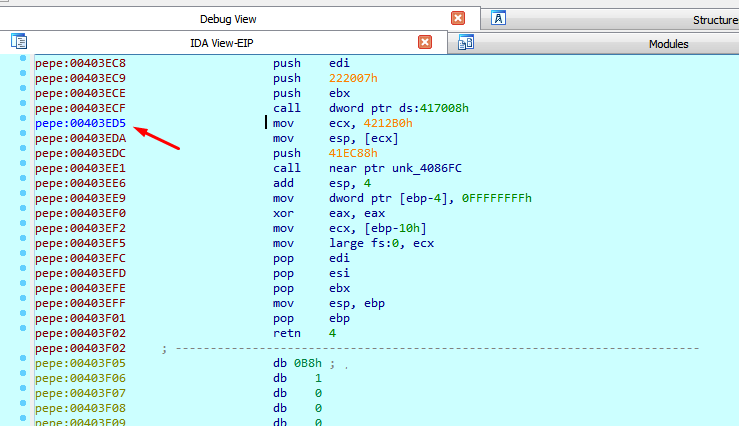 Debug View
Structure
IDA View-EIP
Modules
pepe:00403EC8 push edi
pepe:00403EC9 push 222007h
pepe:00403ECE push ebx
pepe:00403ECF call dword ptr ds:417008h
pepe:00403ED5 mov ecx, 4212B0h
pepe:00403EDA mov esp, [ecx]
pepe:00403EDC push 41EC88h
pepe:00403EE1 call near ptr unk_4086FC
pepe:00403EE6 add esp, 4
pepe:00403EE9 mov dword ptr [ebp-4], 0FFFFFFFFh
pepe:00403EF0 xor eax, eax
pepe:00403EF2 mov ecx, [ebp-10h]
pepe:00403EF5 mov large fs:0, ecx
pepe:00403EFC pop edi
pepe:00403EFD pop esi
pepe:00403EFE pop ebx
pepe:00403EFF mov esp, ebp
pepe:00403F01 pop ebp
pepe:00403F02 retn 4
pepe:00403F02 ; ---------------------------------------------------------------------------
pepe:00403F05 db 0B8h ; .
pepe:00403F06 db 1
pepe:00403F07 db 0
pepe:00403F08 db 0
pepe:00403F09 db 0